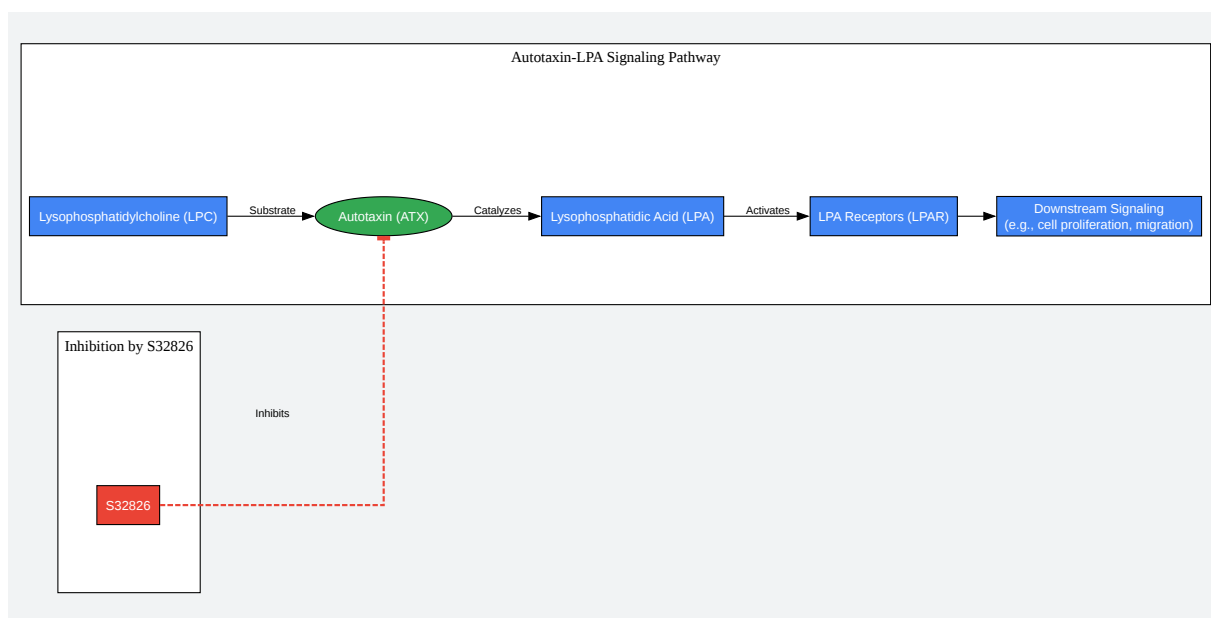 Autotaxin-LPA Signaling Pathway
Lysophosphatidylcholine (LPC)
Substrate
Autotaxin (ATX)
Catalyzes
Lysophosphatidic Acid (LPA)
Activates
LPA Receptors (LPAR)
Downstream Signaling
(e.g., cell proliferation, migration)
Inhibition by S32826
Inhibits
S32826